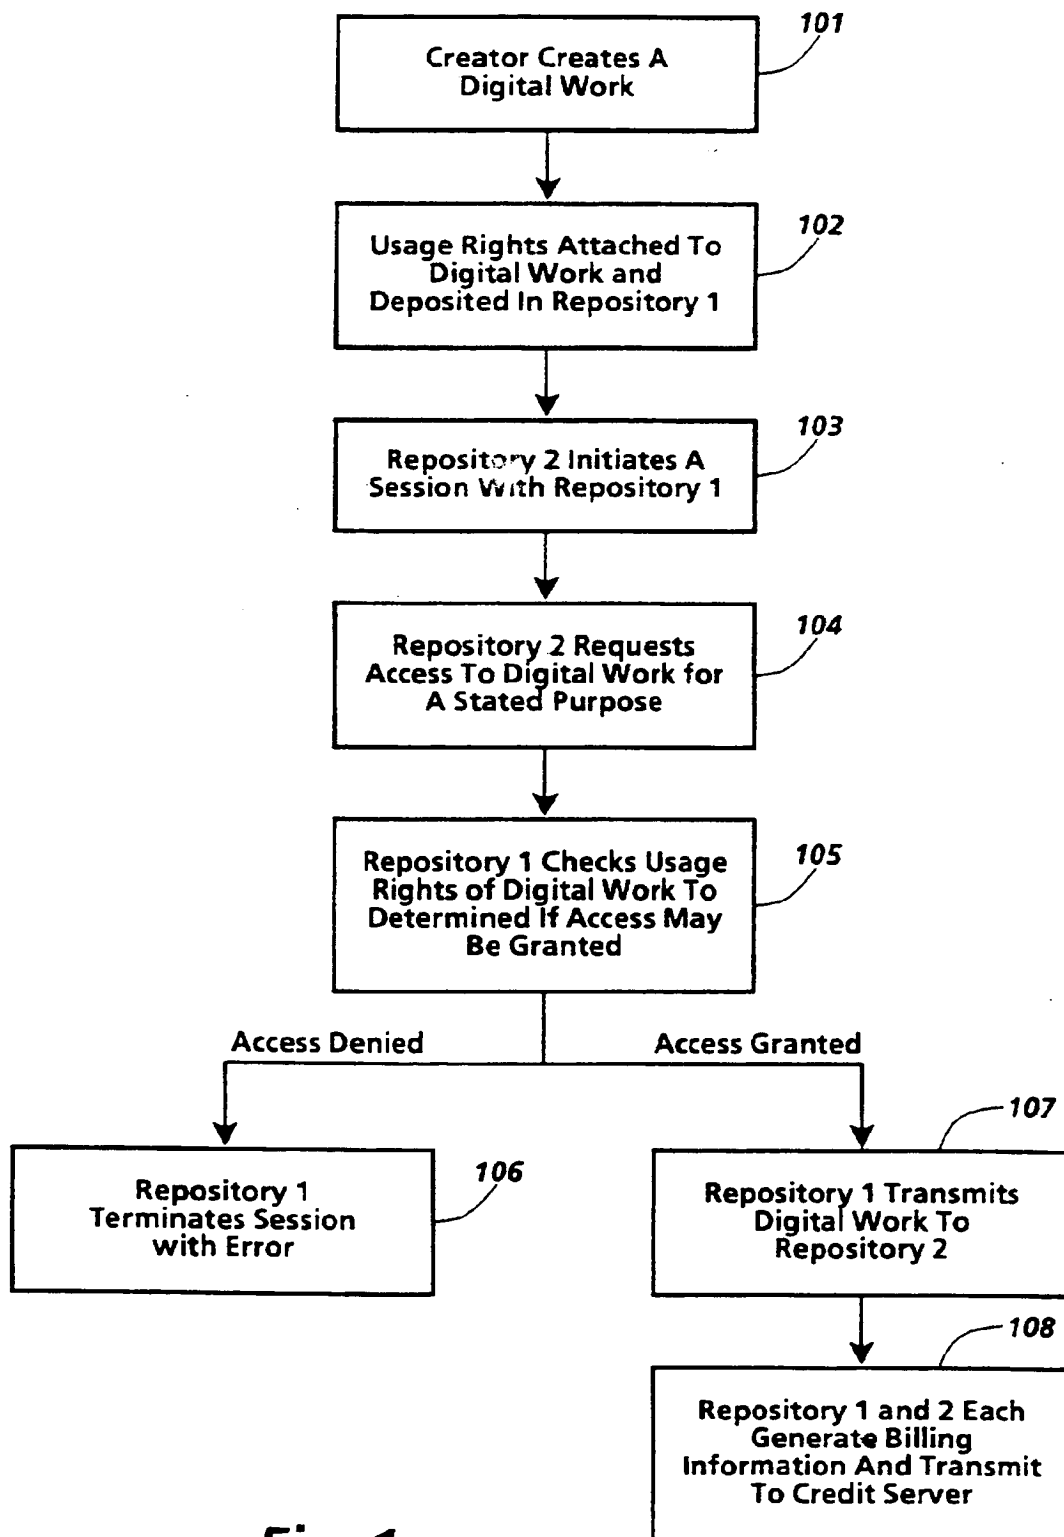 101
Creator Creates A
Digital Work
102
Usage Rights Attached To
Digital Work and
Deposited In Repository 1
103
Repository 2 Initiates A
Session With Repository 1
104
Repository 2 Requests
Access To Digital Work for
A Stated Purpose
105
Repository 1 Checks Usage
Rights of Digital Work To
Determined If Access May
Be Granted
Access Denied
Access Granted
106
Repository 1
Terminates Session
with Error
107
Repository 1 Transmits
Digital Work To
Repository 2
108
Repository 1 and 2 Each
Generate Billing
Information And Transmit
To Credit Server
Fig. 1